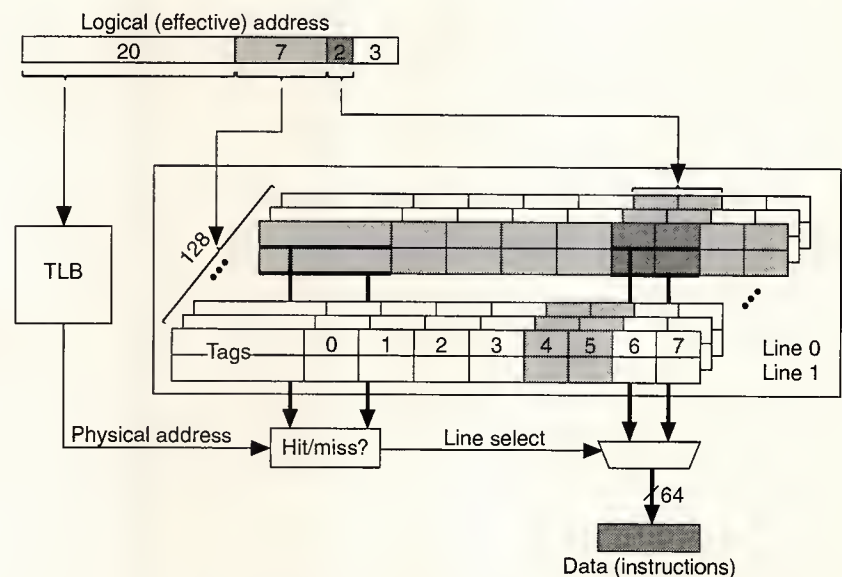 Logical (effective) address
20 7 2 3
128
TLB
Tags 0 1 2 3 4 5 6 7
Line 0
Line 1
Physical address
Hit/miss?
Line select
64
Data (instructions)